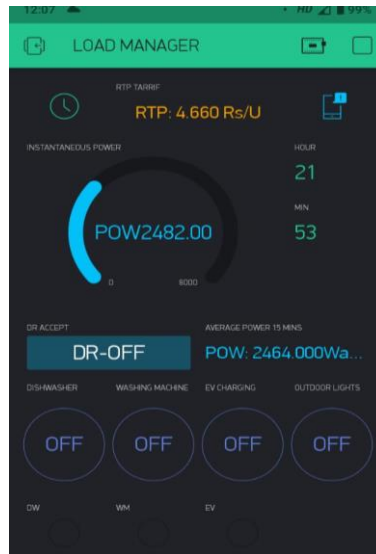 12:07 HD 99%
LOAD MANAGER
RTP TARRIF
RTP: 4.660 Rs/U
INSTANTANEOUS POWER HOUR
21
MIN
POW2482.00 53
0 6000
DR ACCEPT AVERAGE POWER 15 MINS
DR-OFF POW: 2464.000Wa...
DISHWASHER WASHING MACHINE EV CHARGING OUTDOOR LIGHTS
OFF OFF OFF OFF
DW WM EV